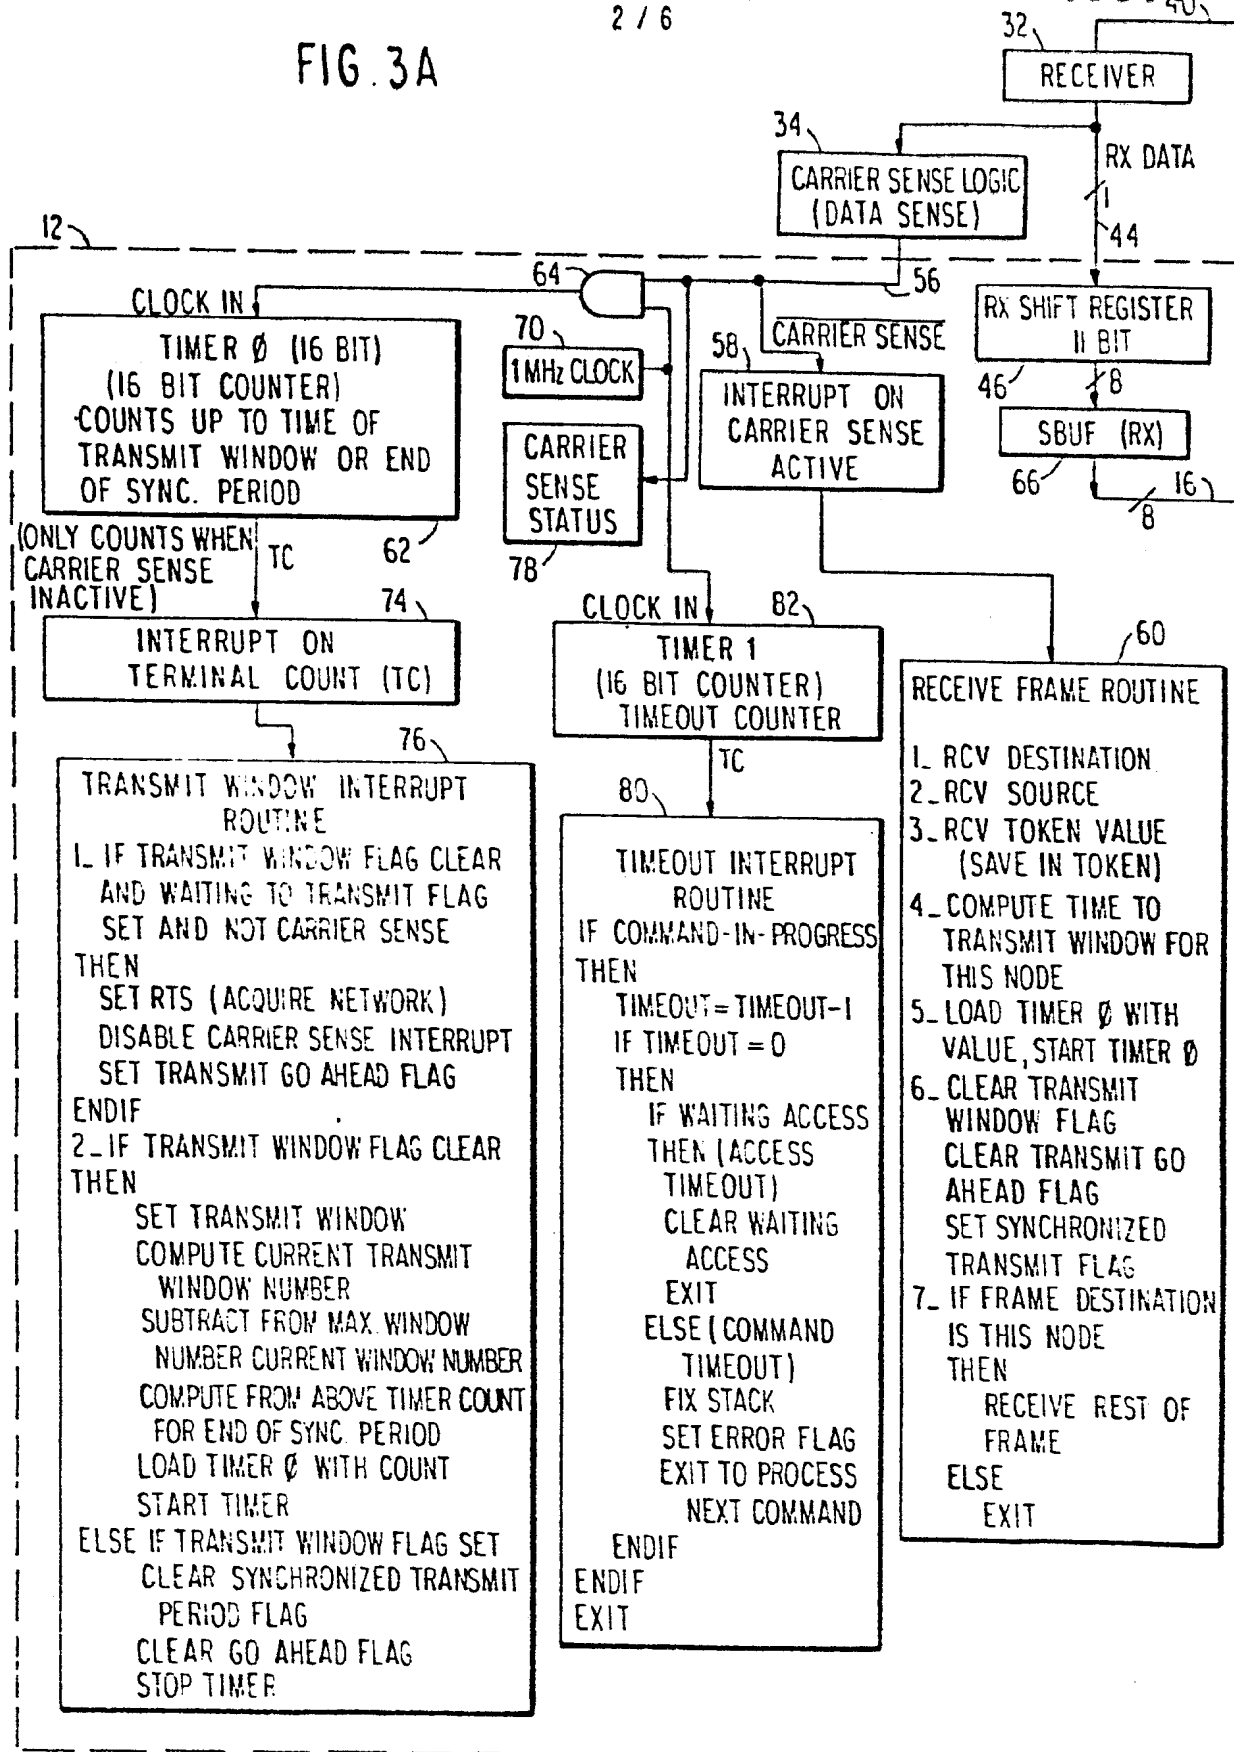 2 / 6
FIG. 3A
40
32
RECEIVER
34
CARRIER SENSE LOGIC
(DATA SENSE)
RX DATA
1
44
12
64
56
CLOCK IN
TIMER Ø (16 BIT)
(16 BIT COUNTER)
COUNTS UP TO TIME OF
TRANSMIT WINDOW OR END
OF SYNC. PERIOD
62
70
1 MHz CLOCK
CARRIER SENSE
58
INTERRUPT ON
CARRIER SENSE
ACTIVE
RX SHIFT REGISTER
11 BIT
46
8
SBUF (RX)
66
16
8
CARRIER
SENSE
STATUS
78
(ONLY COUNTS WHEN
CARRIER SENSE
INACTIVE)
TC
74
INTERRUPT ON
TERMINAL COUNT (TC)
CLOCK IN
82
TIMER 1
(16 BIT COUNTER)
TIMEOUT COUNTER
TC
76
TRANSMIT WINDOW INTERRUPT
ROUTINE
1_ IF TRANSMIT WINDOW FLAG CLEAR
AND WAITING TO TRANSMIT FLAG
SET AND NOT CARRIER SENSE
THEN
SET RTS (ACQUIRE NETWORK)
DISABLE CARRIER SENSE INTERRUPT
SET TRANSMIT GO AHEAD FLAG
ENDIF
2_ IF TRANSMIT WINDOW FLAG CLEAR
THEN
SET TRANSMIT WINDOW
COMPUTE CURRENT TRANSMIT
WINDOW NUMBER
SUBTRACT FROM MAX. WINDOW
NUMBER CURRENT WINDOW NUMBER
COMPUTE FROM ABOVE TIMER COUNT
FOR END OF SYNC. PERIOD
LOAD TIMER Ø WITH COUNT
START TIMER
ELSE IF TRANSMIT WINDOW FLAG SET
CLEAR SYNCHRONIZED TRANSMIT
PERIOD FLAG
CLEAR GO AHEAD FLAG
STOP TIMER
80
TIMEOUT INTERRUPT
ROUTINE
IF COMMAND-IN-PROGRESS
THEN
TIMEOUT=TIMEOUT-1
IF TIMEOUT = 0
THEN
IF WAITING ACCESS
THEN (ACCESS
TIMEOUT)
CLEAR WAITING
ACCESS
EXIT
ELSE (COMMAND
TIMEOUT)
FIX STACK
SET ERROR FLAG
EXIT TO PROCESS
NEXT COMMAND
ENDIF
ENDIF
EXIT
60
RECEIVE FRAME ROUTINE
1_ RCV DESTINATION
2_ RCV SOURCE
3_ RCV TOKEN VALUE
(SAVE IN TOKEN)
4_ COMPUTE TIME TO
TRANSMIT WINDOW FOR
THIS NODE
5_ LOAD TIMER Ø WITH
VALUE, START TIMER Ø
6_ CLEAR TRANSMIT
WINDOW FLAG
CLEAR TRANSMIT GO
AHEAD FLAG
SET SYNCHRONIZED
TRANSMIT FLAG
7_ IF FRAME DESTINATION
IS THIS NODE
THEN
RECEIVE REST OF
FRAME
ELSE
EXIT